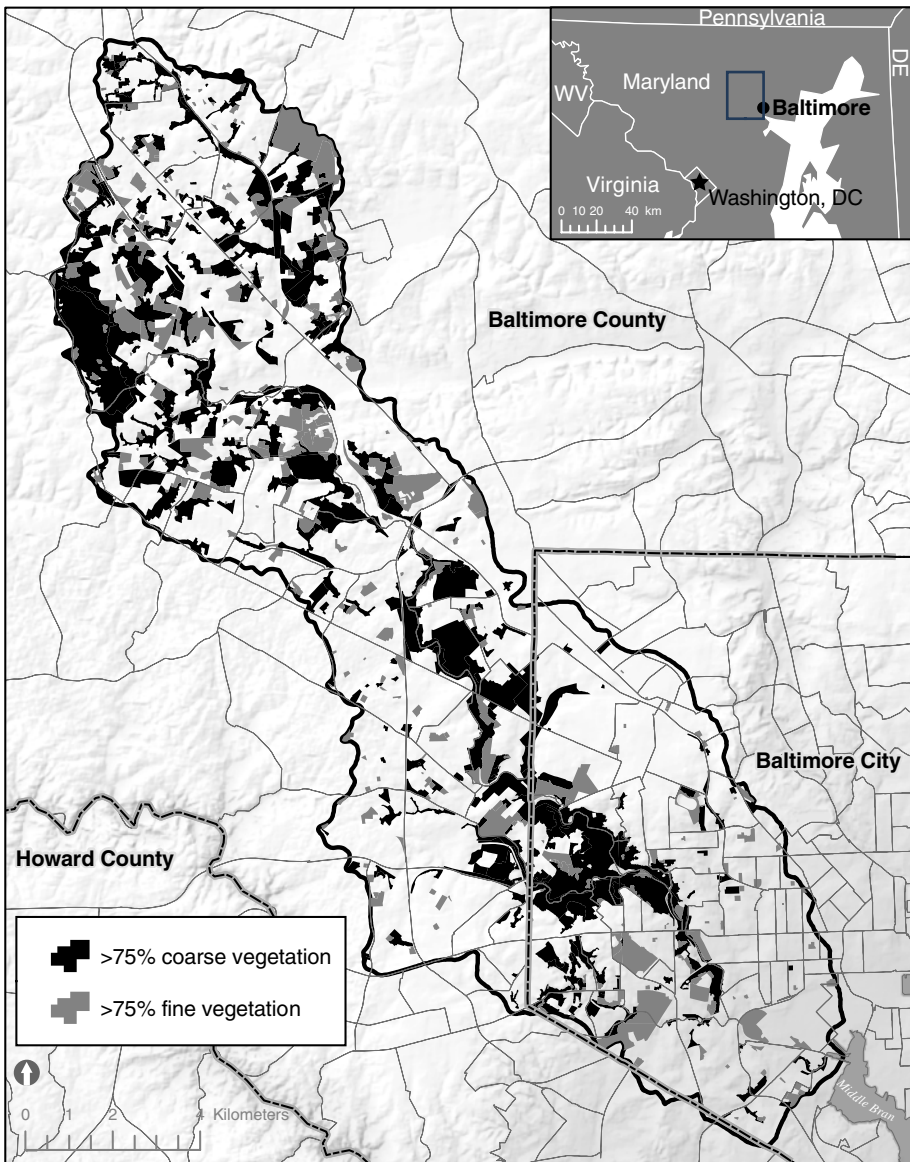 Pennsylvania
DE
Maryland
WV
Baltimore
Virginia
Washington, DC
0 10 20 40 km
Baltimore County
Baltimore City
Howard County
>75% coarse vegetation
>75% fine vegetation
Middle Bran
0 1 2 4 Kilometers